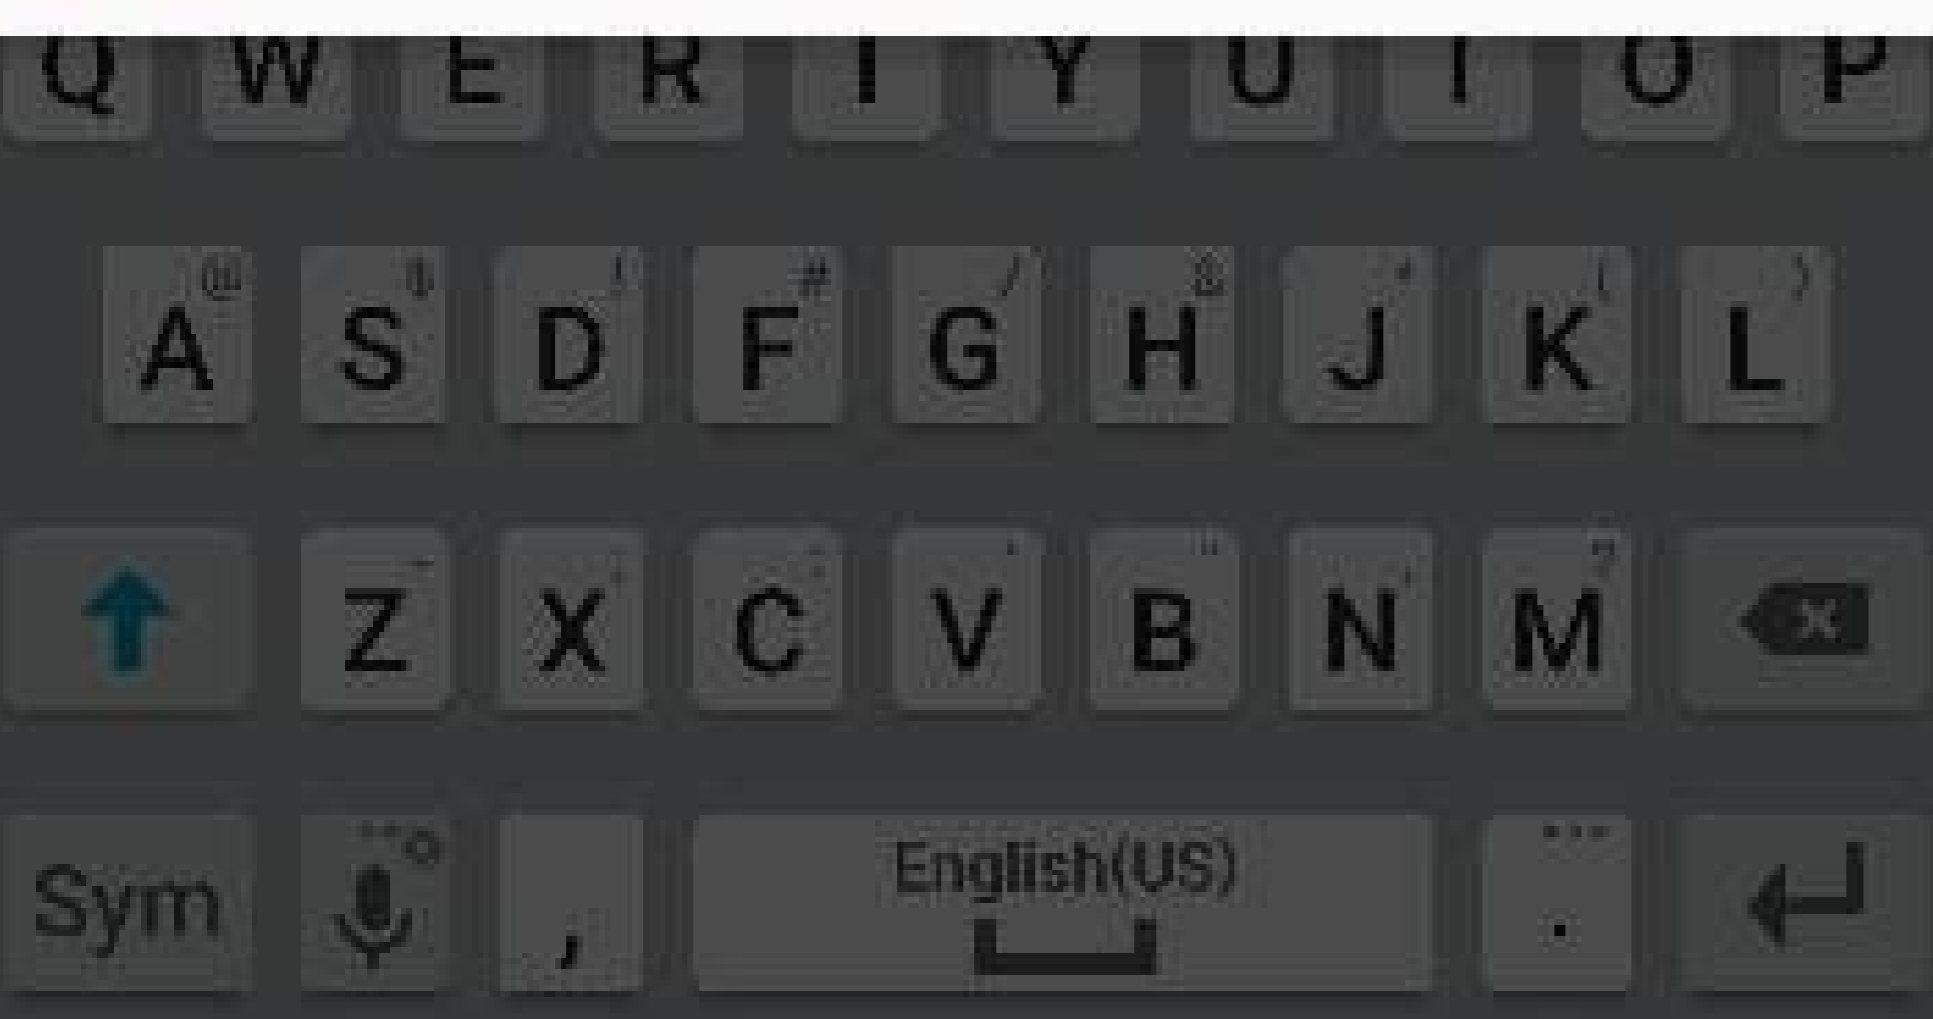 Q W E R T Y U I O P
@ $ ! # / & * ( )
A S D F G H J K L
- ' " , ?
Z X C V B N M
Sym , English(US) .